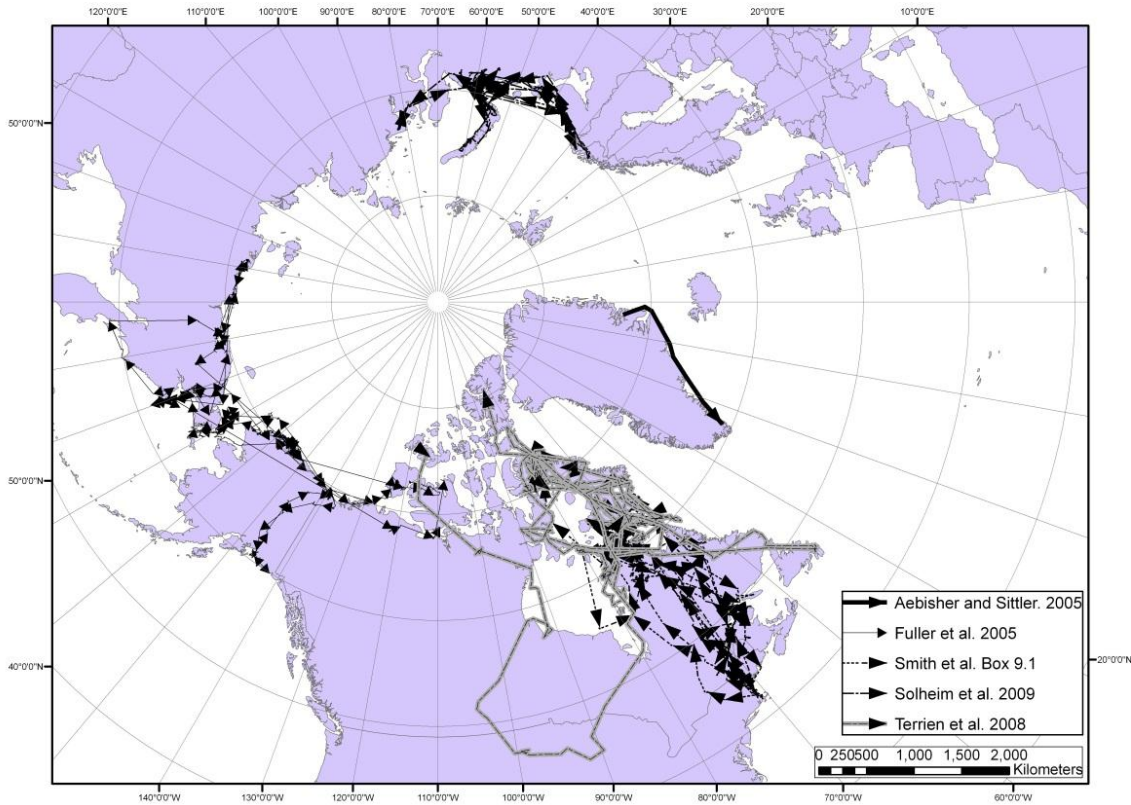 120°0'0"E 110°0'0"E 100°0'0"E 90°0'0"E 80°0'0"E 70°0'0"E 60°0'0"E 50°0'0"E 40°0'0"E 30°0'0"E 20°0'0"E 10°0'0"E
50°0'0"N
50°0'0"N
40°0'0"N
20°0'0"N
Aebisher and Sittler. 2005
Fuller et al. 2005
Smith et al. Box 9.1
Solheim et al. 2009
Terrien et al. 2008
0 250500 1,000 1,500 2,000
Kilometers
140°0'0"W 130°0'0"W 120°0'0"W 110°0'0"W 100°0'0"W 90°0'0"W 80°0'0"W 70°0'0"W 60°0'0"W